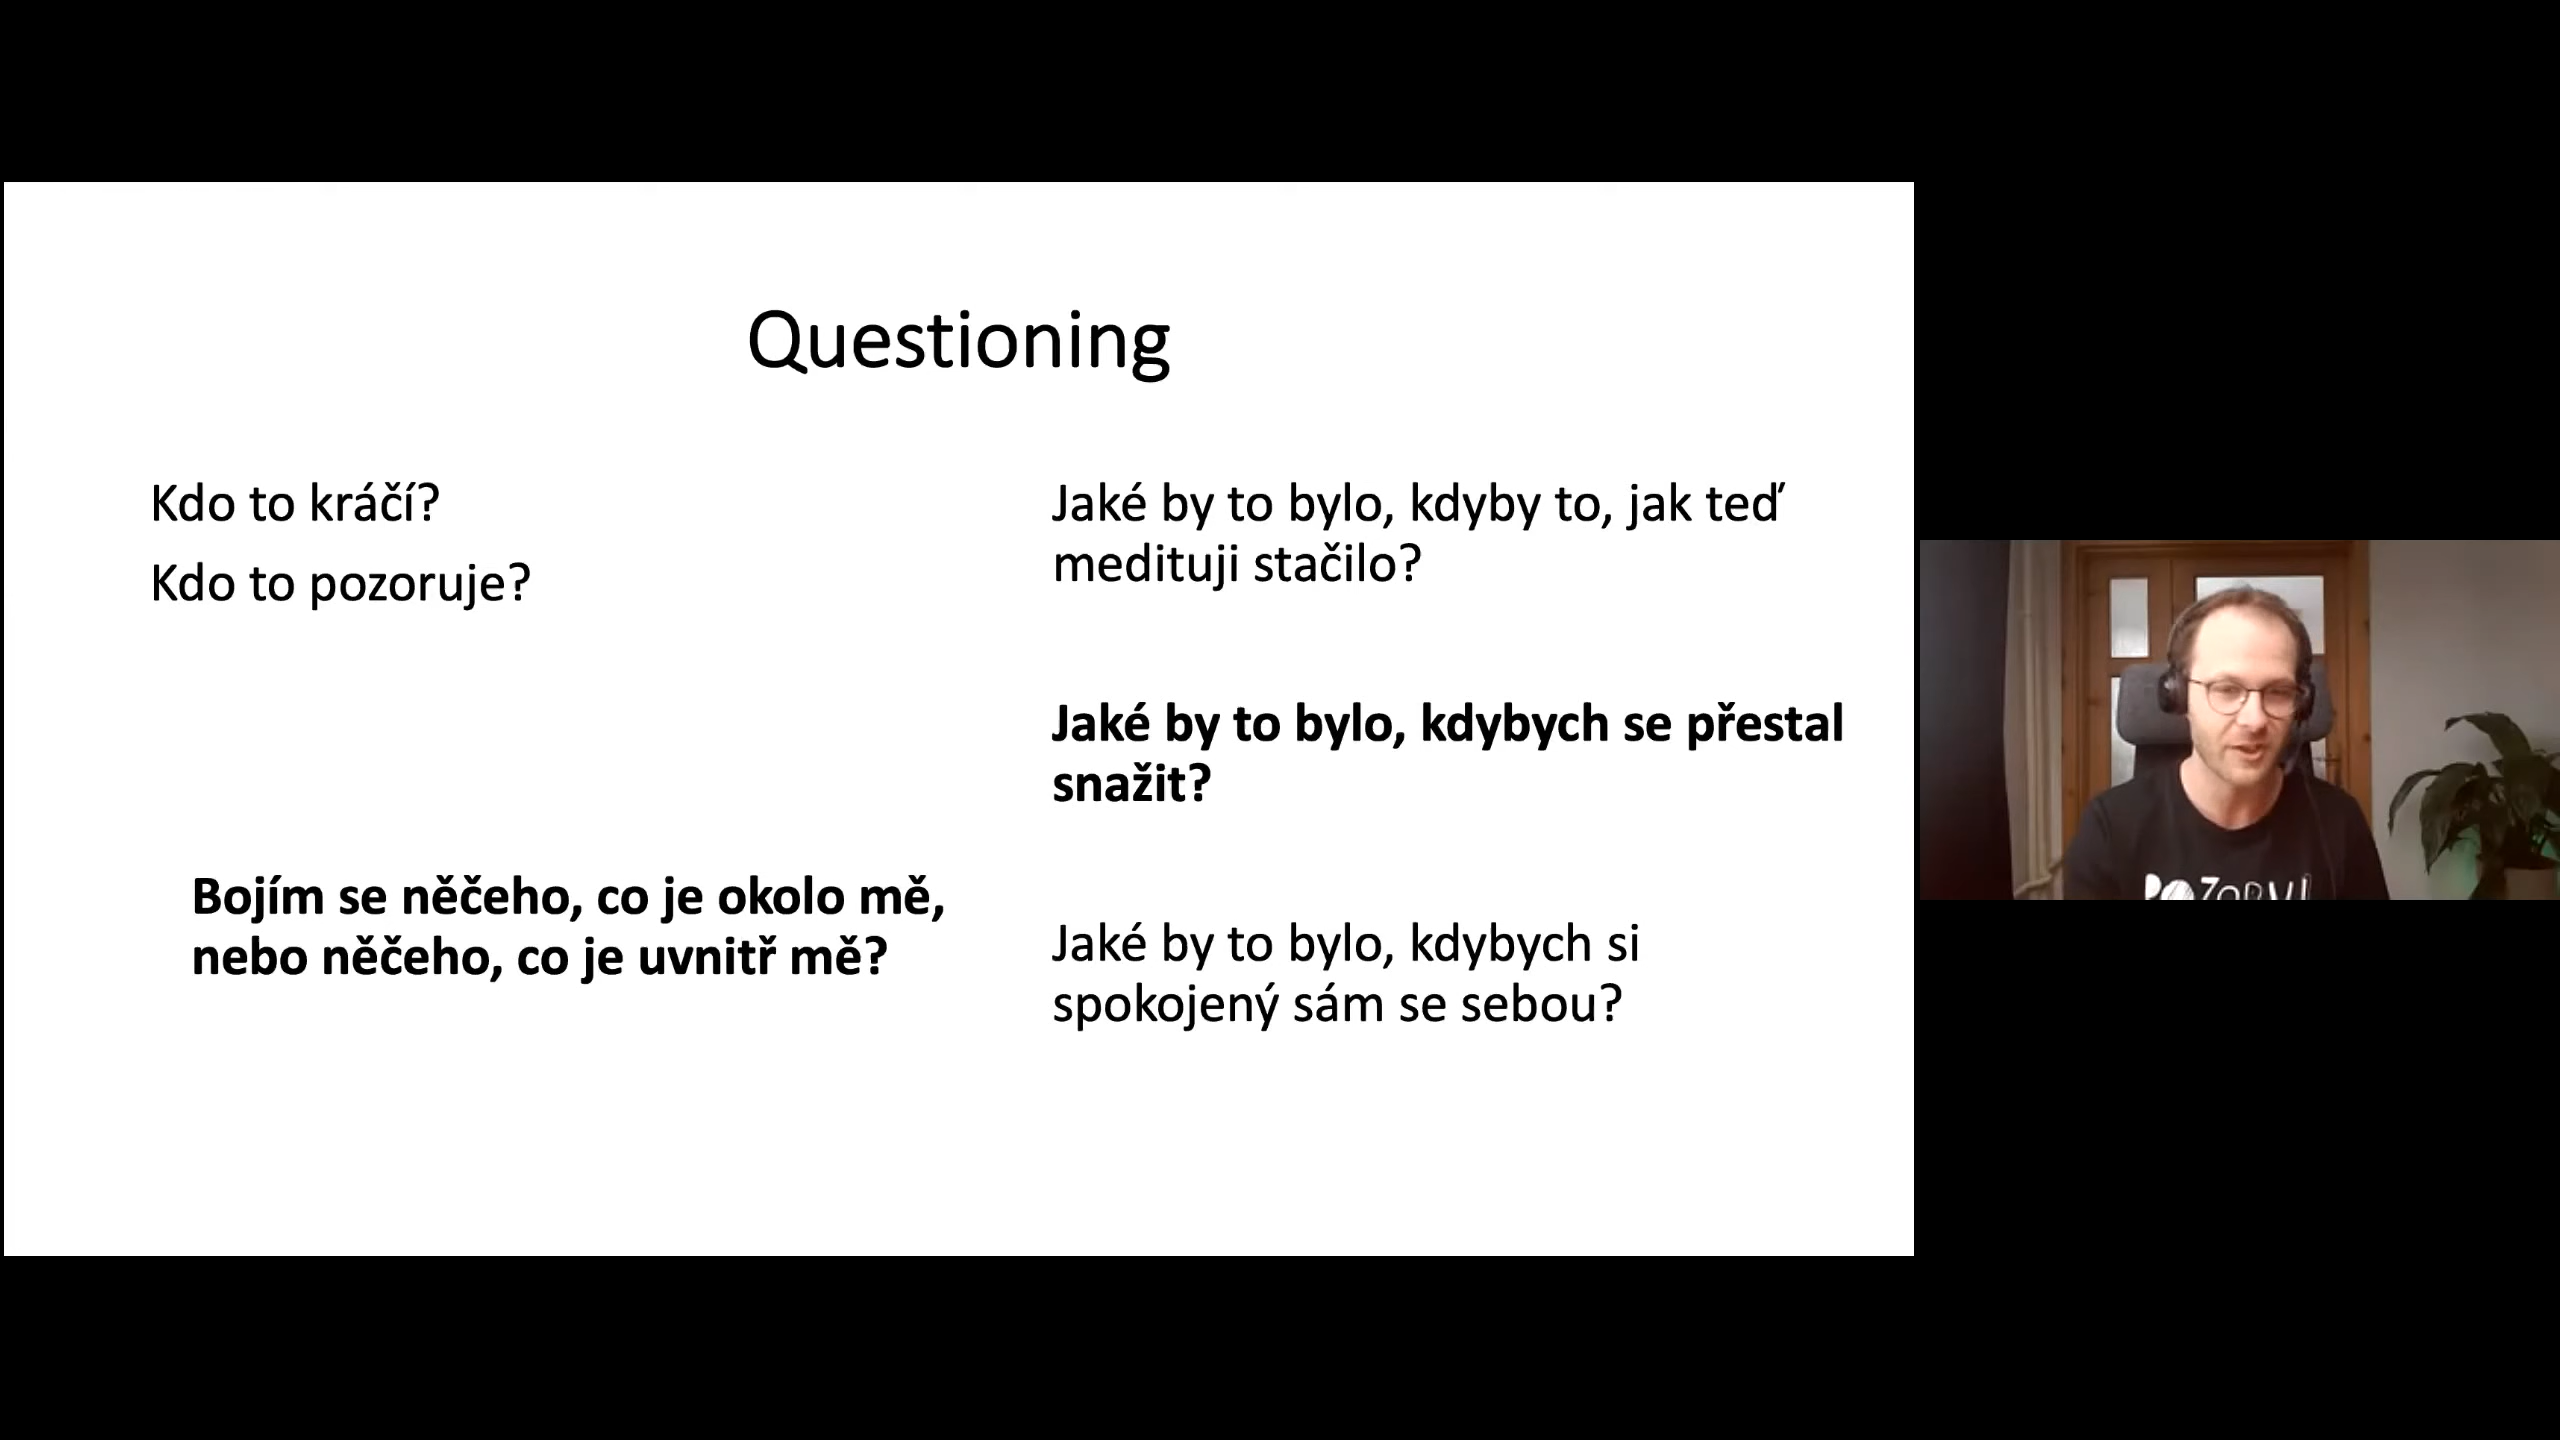 Questioning
Kdo to kráčí?
Kdo to pozoruje?
Bojím se něčeho, co je okolo mě,
nebo něčeho, co je uvnitř mě?
Jaké by to bylo, kdyby to, jak teď
medituji stačilo?
Jaké by to bylo, kdybych se přestal
snažit?
Jaké by to bylo, kdybych si
spokojený sám se sebou?